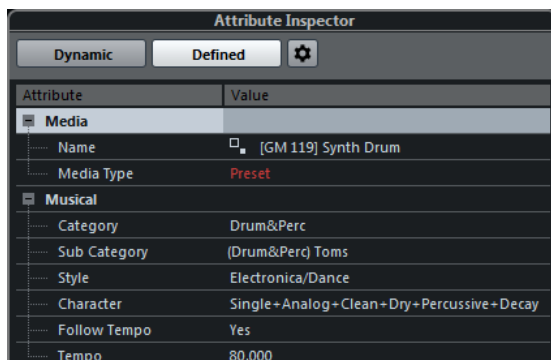 Attribute Inspector
Dynamic Defined
Attribute Value
Media
Name [GM 119] Synth Drum
Media Type Preset
Musical
Category Drum&Perc
Sub Category (Drum&Perc) Toms
Style Electronica/Dance
Character Single+Analog+Clean+Dry+Percussive+Decay
Follow Tempo Yes
Tempo 80.000